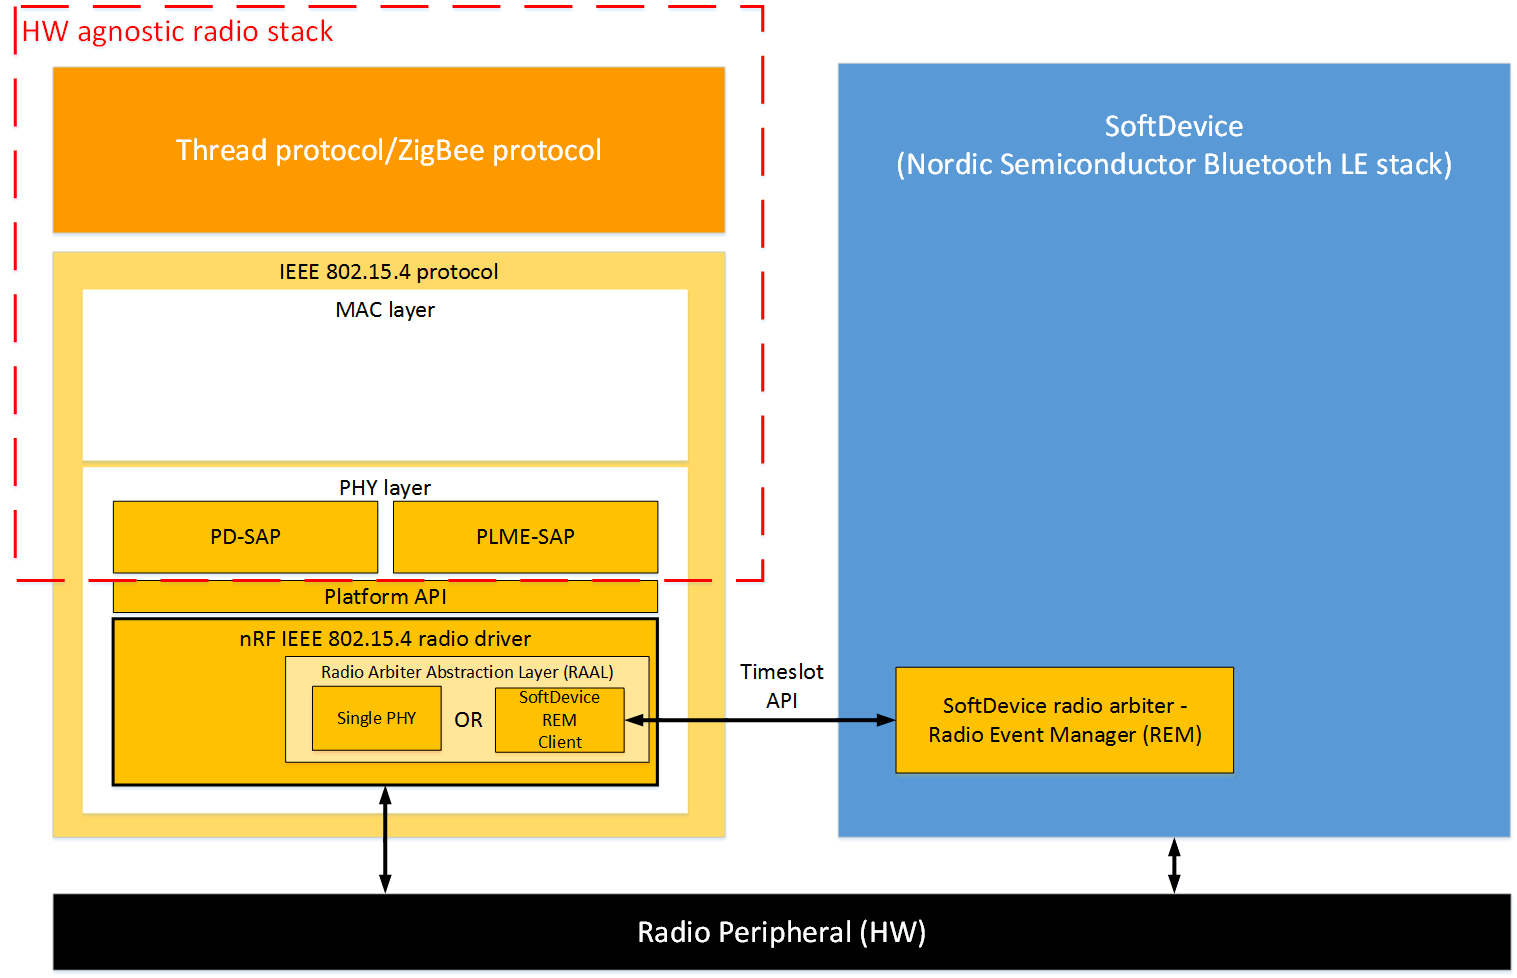 HW agnostic radio stack
Thread protocol/ZigBee protocol
IEEE 802.15.4 protocol
MAC layer
PHY layer
PD-SAP
PLME-SAP
Platform API
nRF IEEE 802.15.4 radio driver
Radio Arbiter Abstraction Layer (RAAL)
Single PHY
OR
SoftDevice
REM
Client
Timeslot
API
SoftDevice
(Nordic Semiconductor Bluetooth LE stack)
SoftDevice radio arbiter -
Radio Event Manager (REM)
Radio Peripheral (HW)